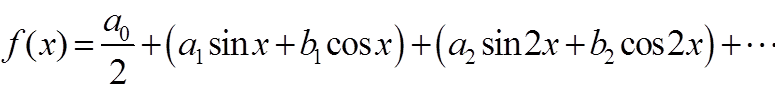 f(x) = a₀/2 + (a₁ sin x + b₁ cos x) + (a₂ sin 2x + b₂ cos 2x) + ⋯